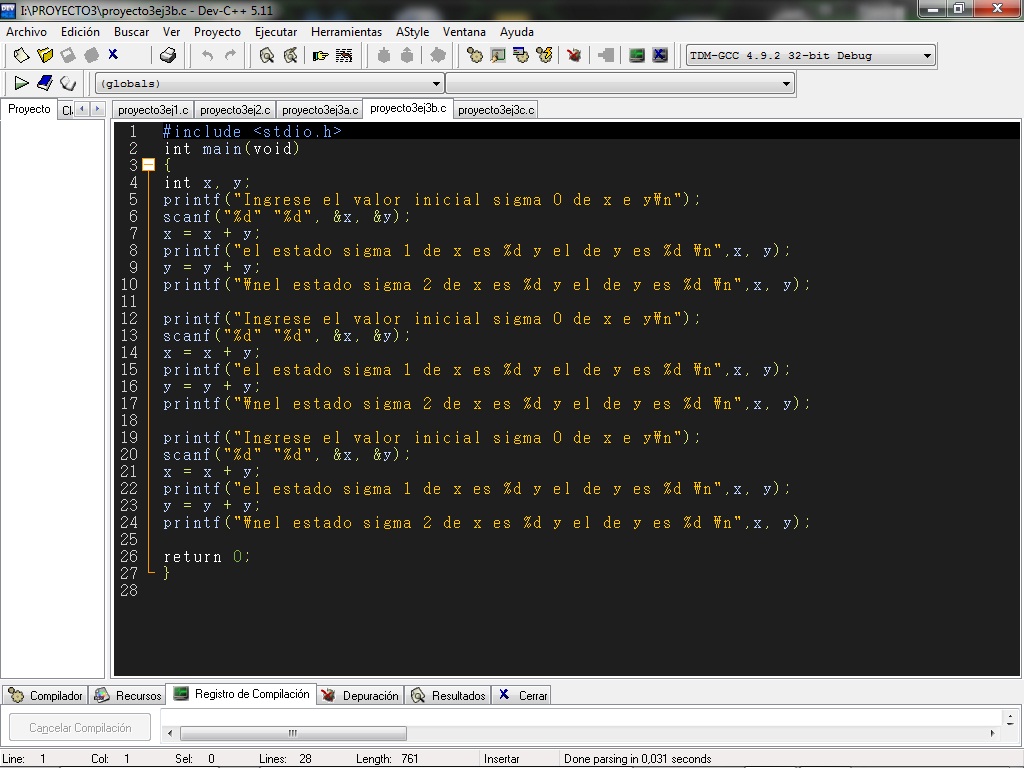 I:\PROYECTO3\proyecto3ej3b.c - Dev-C++ 5.11
Archivo Edición Buscar Ver Proyecto Ejecutar Herramientas AStyle Ventana Ayuda
TDM-GCC 4.9.2 32-bit Debug
(globals)
Proyecto Cl proyecto3ej1.c proyecto3ej2.c proyecto3ej3a.c proyecto3ej3b.c proyecto3ej3c.c
1 #include <stdio.h>
2 int main(void)
3 {
4 int x, y;
5 printf("Ingrese el valor inicial sigma 0 de x e y₩n");
6 scanf("%d" "%d", &x, &y);
7 x = x + y;
8 printf("el estado sigma 1 de x es %d y el de y es %d ₩n",x, y);
9 y = y + y;
10 printf("₩nel estado sigma 2 de x es %d y el de y es %d ₩n",x, y);
11
12 printf("Ingrese el valor inicial sigma 0 de x e y₩n");
13 scanf("%d" "%d", &x, &y);
14 x = x + y;
15 printf("el estado sigma 1 de x es %d y el de y es %d ₩n",x, y);
16 y = y + y;
17 printf("₩nel estado sigma 2 de x es %d y el de y es %d ₩n",x, y);
18
19 printf("Ingrese el valor inicial sigma 0 de x e y₩n");
20 scanf("%d" "%d", &x, &y);
21 x = x + y;
22 printf("el estado sigma 1 de x es %d y el de y es %d ₩n",x, y);
23 y = y + y;
24 printf("₩nel estado sigma 2 de x es %d y el de y es %d ₩n",x, y);
25
26 return 0;
27 }
28
Compilador Recursos Registro de Compilación Depuración Resultados Cerrar
Cancelar Compilación
Line: 1 Col: 1 Sel: 0 Lines: 28 Length: 761 Insertar Done parsing in 0,031 seconds